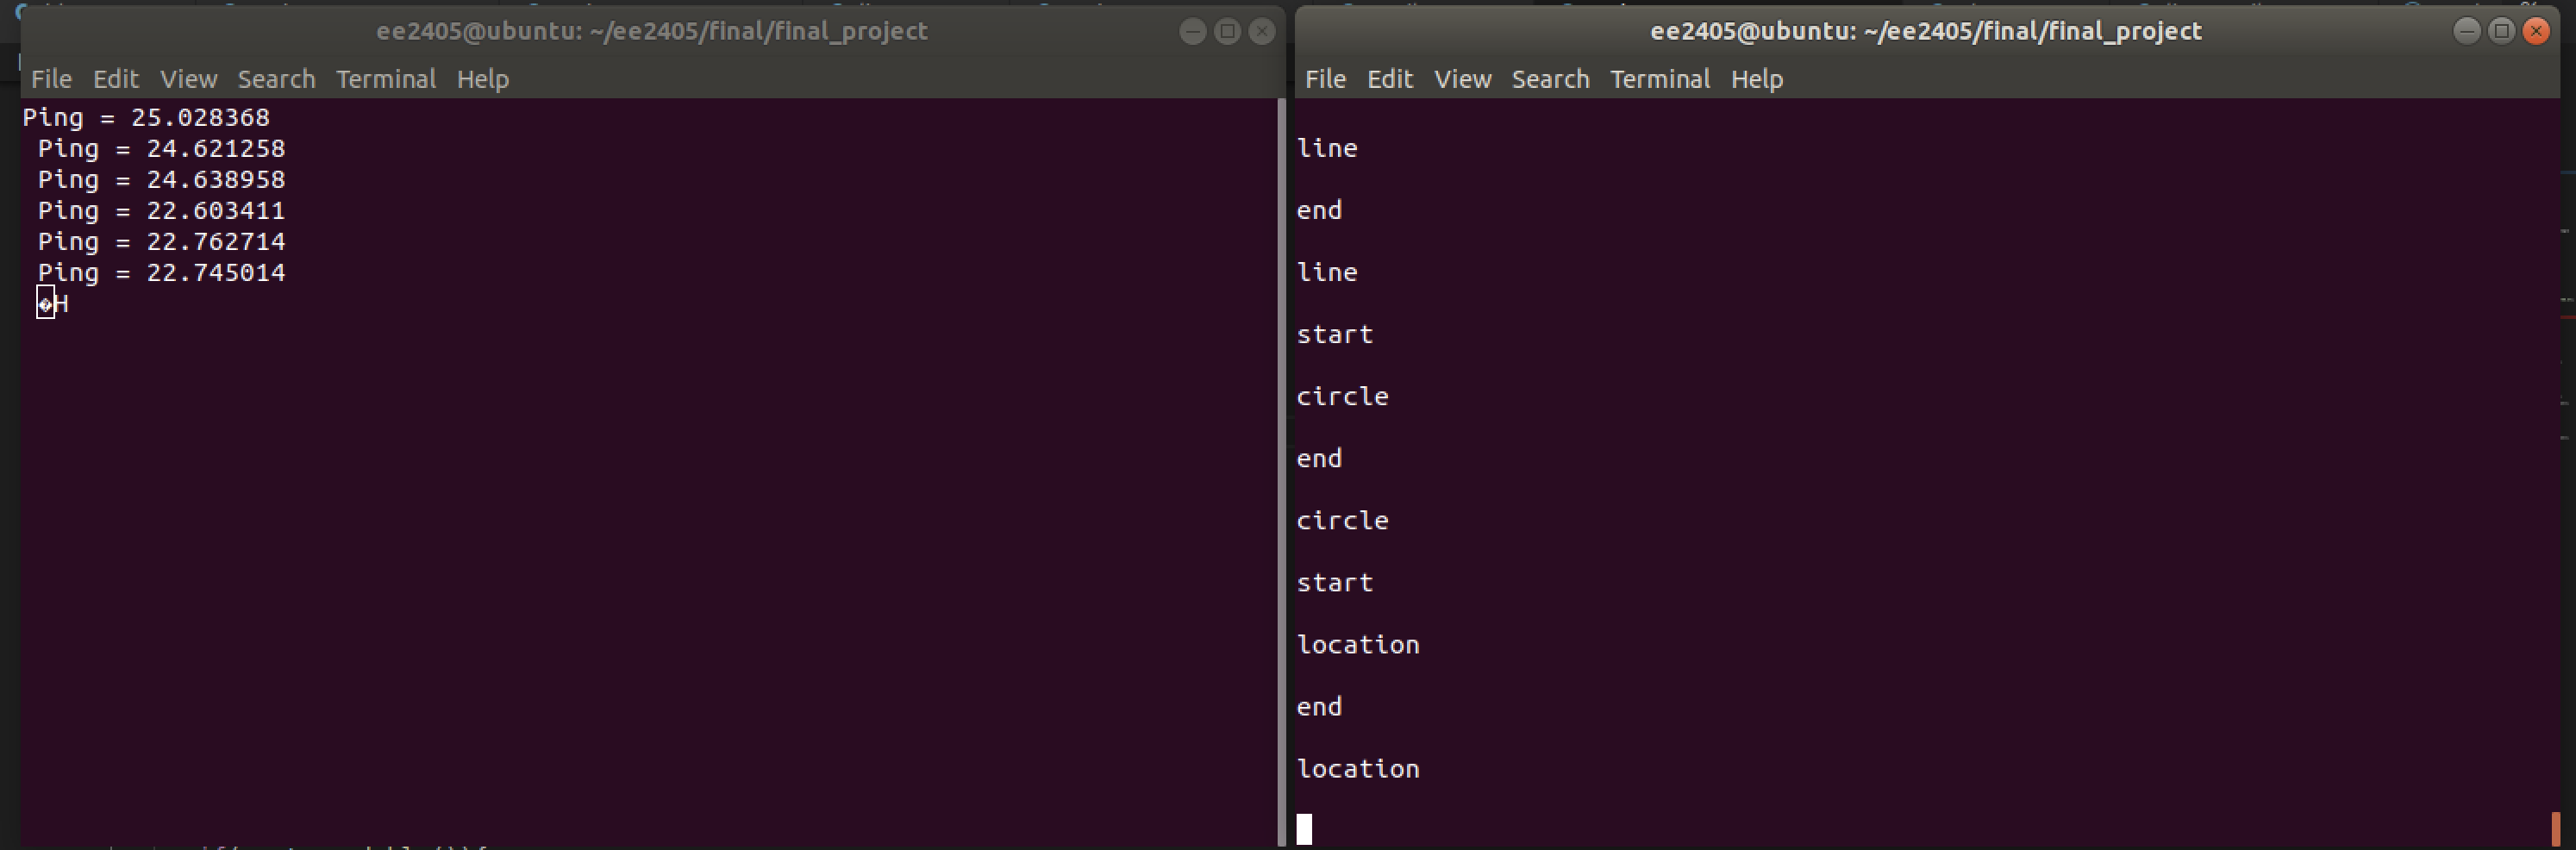 ee2405@ubuntu: ~/ee2405/final/final_project
File Edit View Search Terminal Help
Ping = 25.028368
Ping = 24.621258
Ping = 24.638958
Ping = 22.603411
Ping = 22.762714
Ping = 22.745014
�H
ee2405@ubuntu: ~/ee2405/final/final_project
File Edit View Search Terminal Help
line
end
line
start
circle
end
circle
start
location
end
location